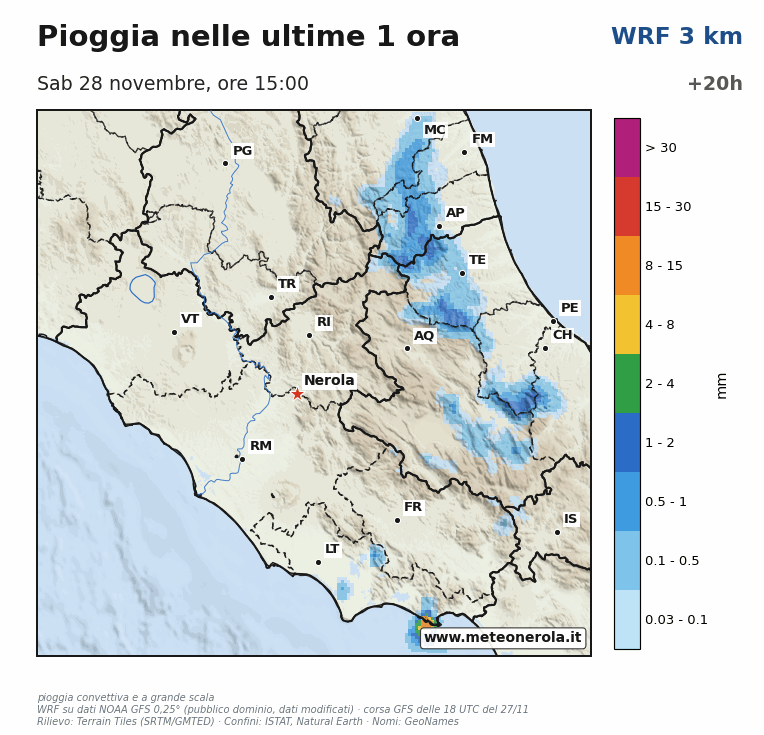 Pioggia nelle ultime 1 ora
WRF 3 km
Sab 28 novembre, ore 15:00
+20h
MC
FM
PG
AP
TE
TR
PE
VT
RI
AQ
CH
Nerola
RM
FR
IS
LT
www.meteonerola.it
> 30
15 - 30
8 - 15
4 - 8
2 - 4
1 - 2
0.5 - 1
0.1 - 0.5
0.03 - 0.1
mm
pioggia convettiva e a grande scala
WRF su dati NOAA GFS 0,25° (pubblico dominio, dati modificati) · corsa GFS delle 18 UTC del 27/11
Rilievo: Terrain Tiles (SRTM/GMTED) · Confini: ISTAT, Natural Earth · Nomi: GeoNames